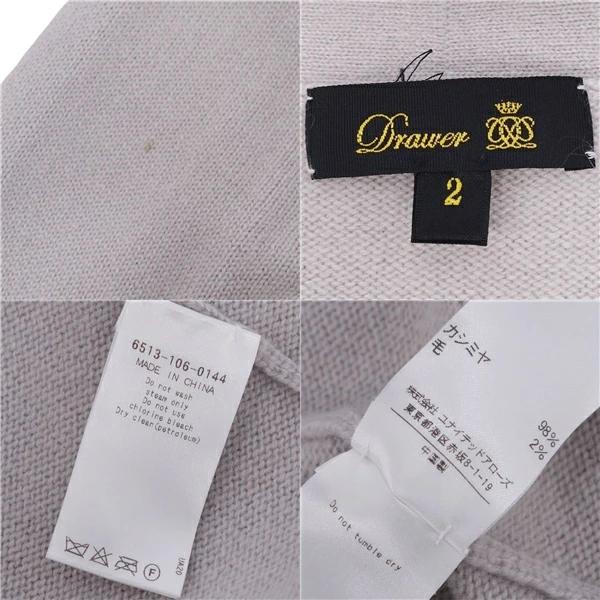 Drawer
2
6513-106-0144
MADE IN CHINA
Do not wash
steam only
Do not use
chlorine bleach
Dry clean(petroleum)
F
UA20
カシミヤ 98%
毛 2%
株式会社 ユナイテッドアローズ
東京都港区赤坂8-1-19
中国製
Do not tumble cry